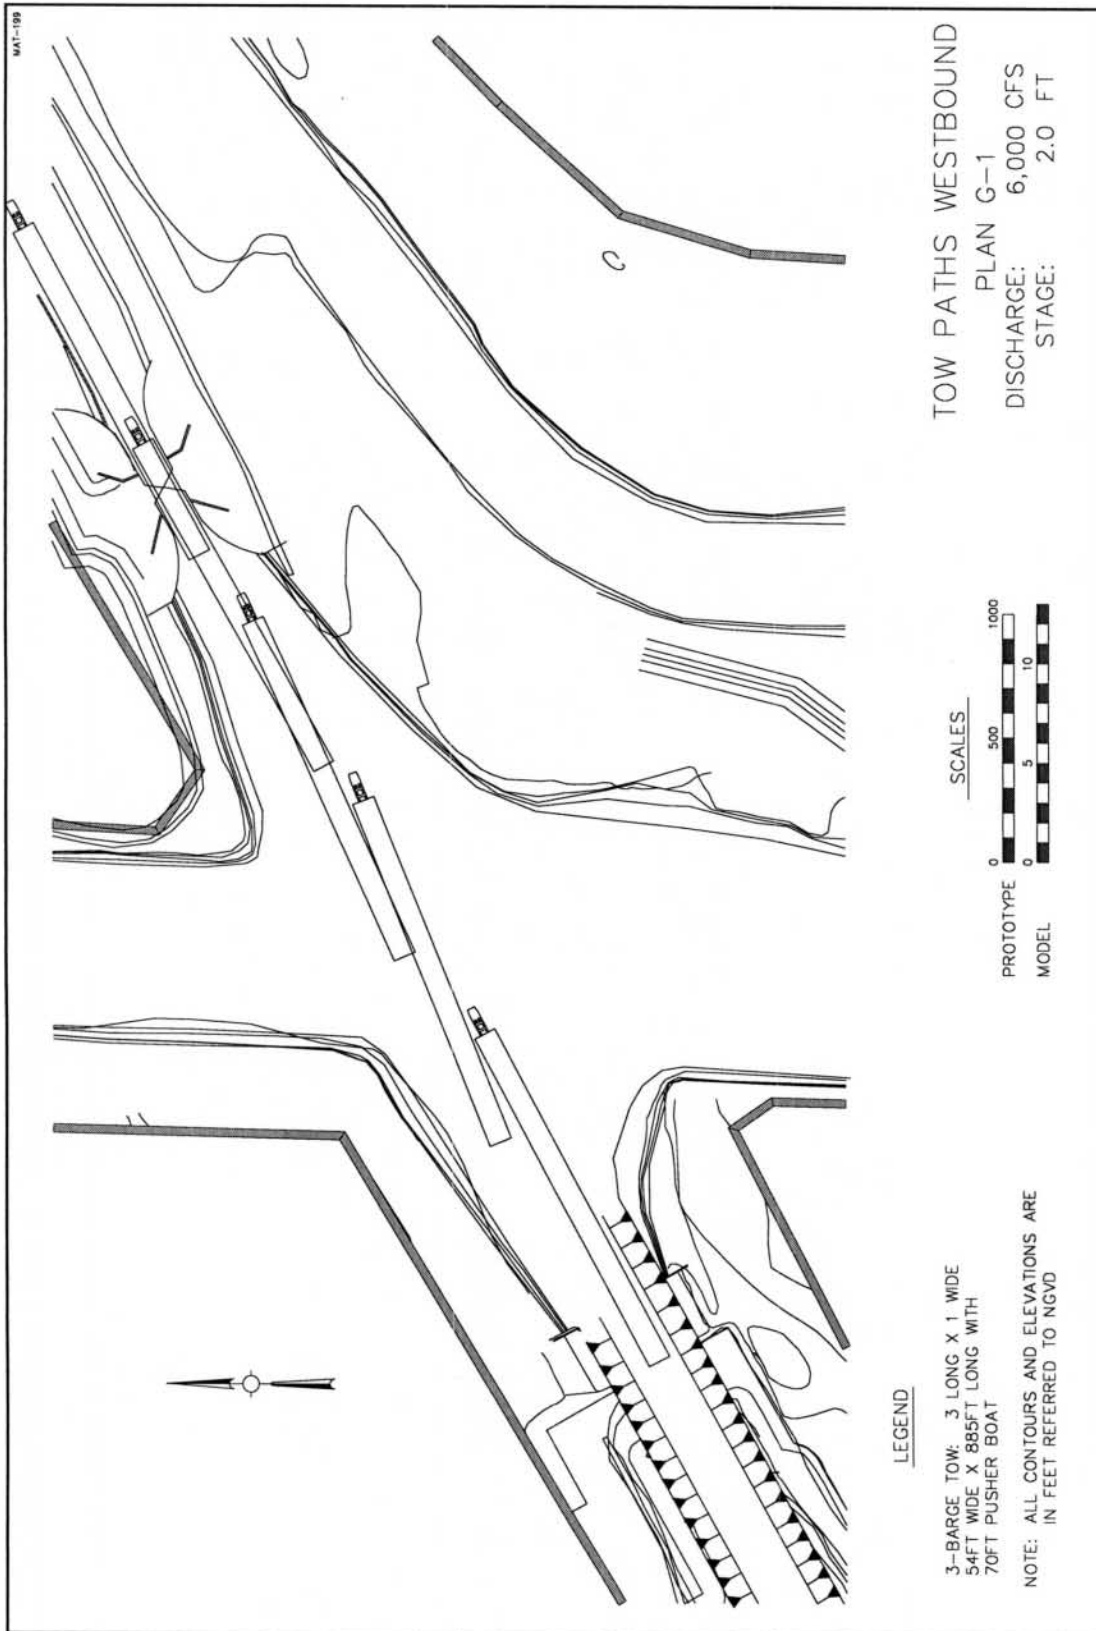 MAT-199
TOW PATHS WESTBOUND
PLAN G-1
DISCHARGE: 6,000 CFS
STAGE: 2.0 FT
SCALES
PROTOTYPE 0 500 1000
MODEL 0 5 10
LEGEND
3-BARGE TOW: 3 LONG X 1 WIDE
54FT WIDE X 885FT LONG WITH
70FT PUSHER BOAT
NOTE: ALL CONTOURS AND ELEVATIONS ARE
IN FEET REFERRED TO NGVD